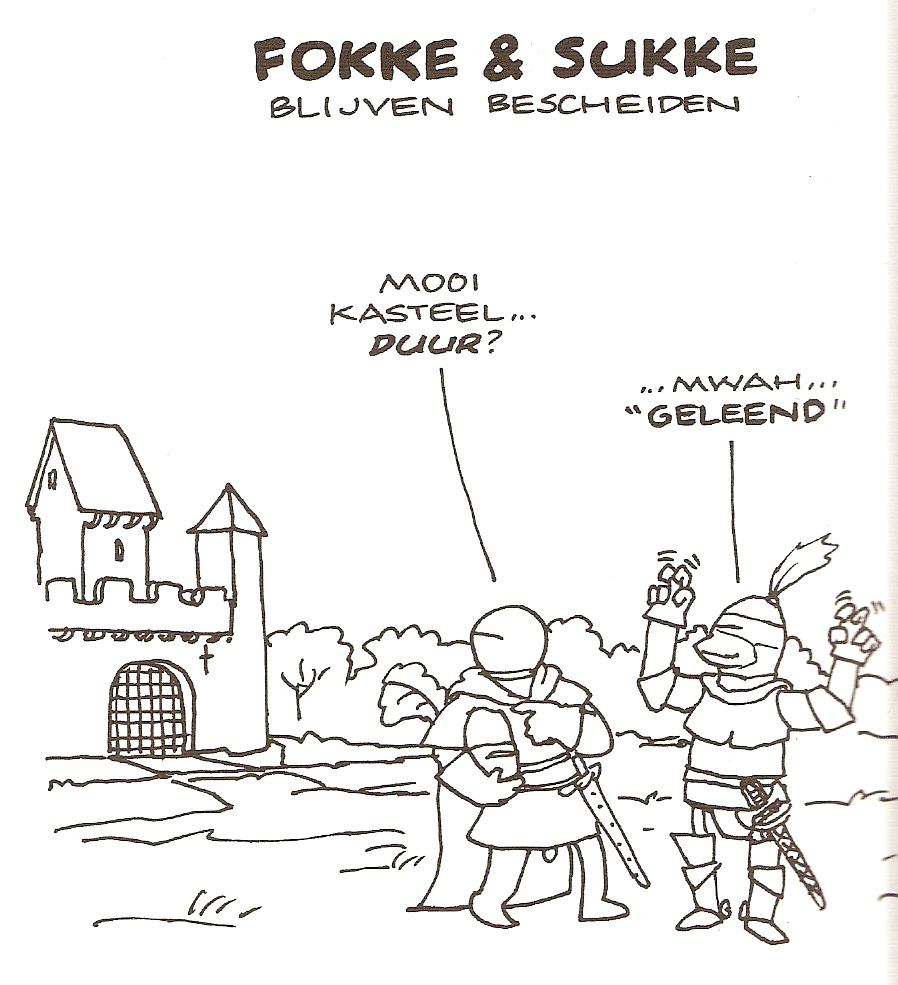 FOKKE & SUKKE
BLIJVEN BESCHEIDEN
MOOI
KASTEEL...
DUUR?
...MWAH...
"GELEEND"